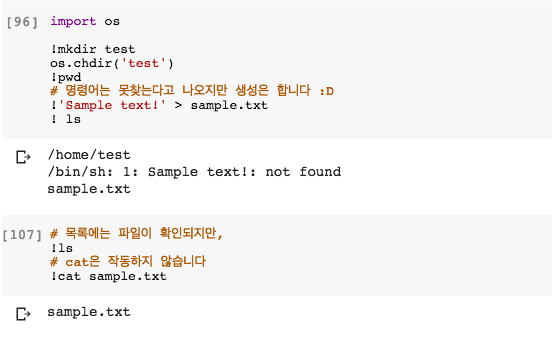 [96] import os
!mkdir test
os.chdir('test')
!pwd
# 명령어는 못찾는다고 나오지만 생성은 합니다 :D
!'Sample text!' > sample.txt
! ls
/home/test
/bin/sh: 1: Sample text!: not found
sample.txt
[107] # 목록에는 파일이 확인되지만,
!ls
# cat은 작동하지 않습니다
!cat sample.txt
sample.txt